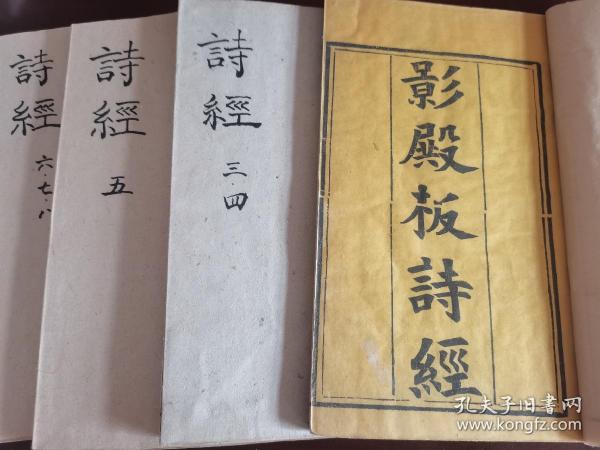 影殿板詩經
詩經
三·四
詩經
五
詩經
六·七·八
孔夫子旧书网
www.kongfz.com